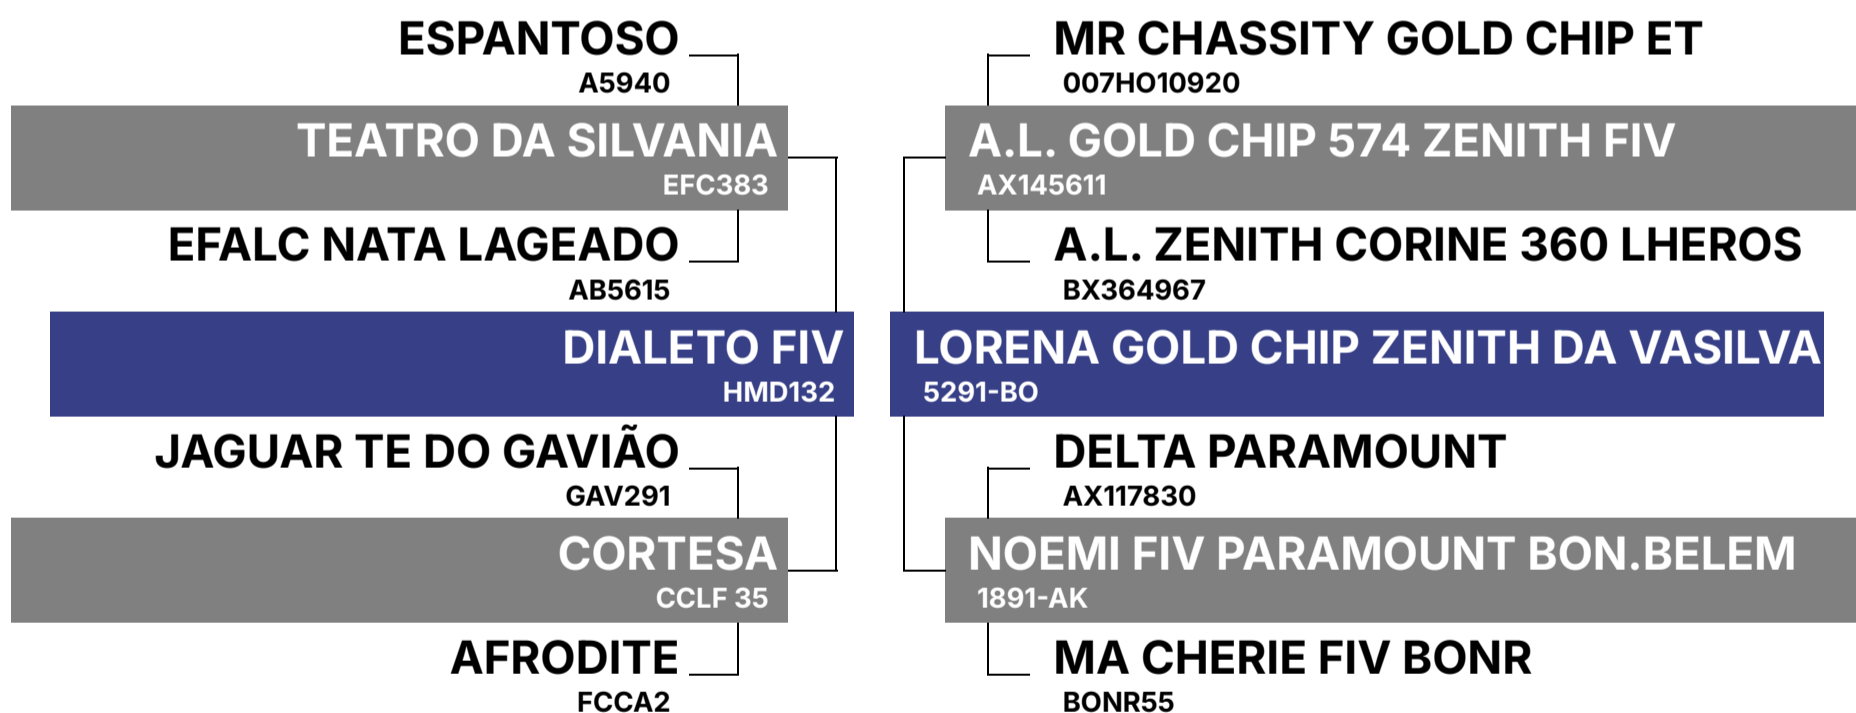 ESPANTOSO
A5940
TEATRO DA SILVANIA
EFC383
EFALC NATA LAGEADO
AB5615
DIALETO FIV
HMD132
JAGUAR TE DO GAVIÃO
GAV291
CORTESA
CCLF 35
AFRODITE
FCCA2
MR CHASSITY GOLD CHIP ET
007HO10920
A.L. GOLD CHIP 574 ZENITH FIV
AX145611
A.L. ZENITH CORINE 360 LHEROS
BX364967
LORENA GOLD CHIP ZENITH DA VASILVA
5291-BO
DELTA PARAMOUNT
AX117830
NOEMI FIV PARAMOUNT BON.BELEM
1891-AK
MA CHERIE FIV BONR
BONR55